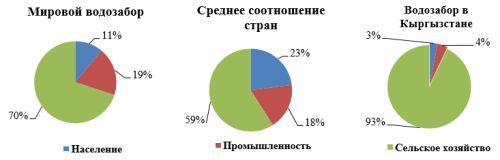 Мировой водозабор
11%
19%
70%
Среднее соотношение
стран
23%
18%
59%
Водозабор в
Кыргызстане
3%
4%
93%
Население
Промышленность
Сельское хозяйство